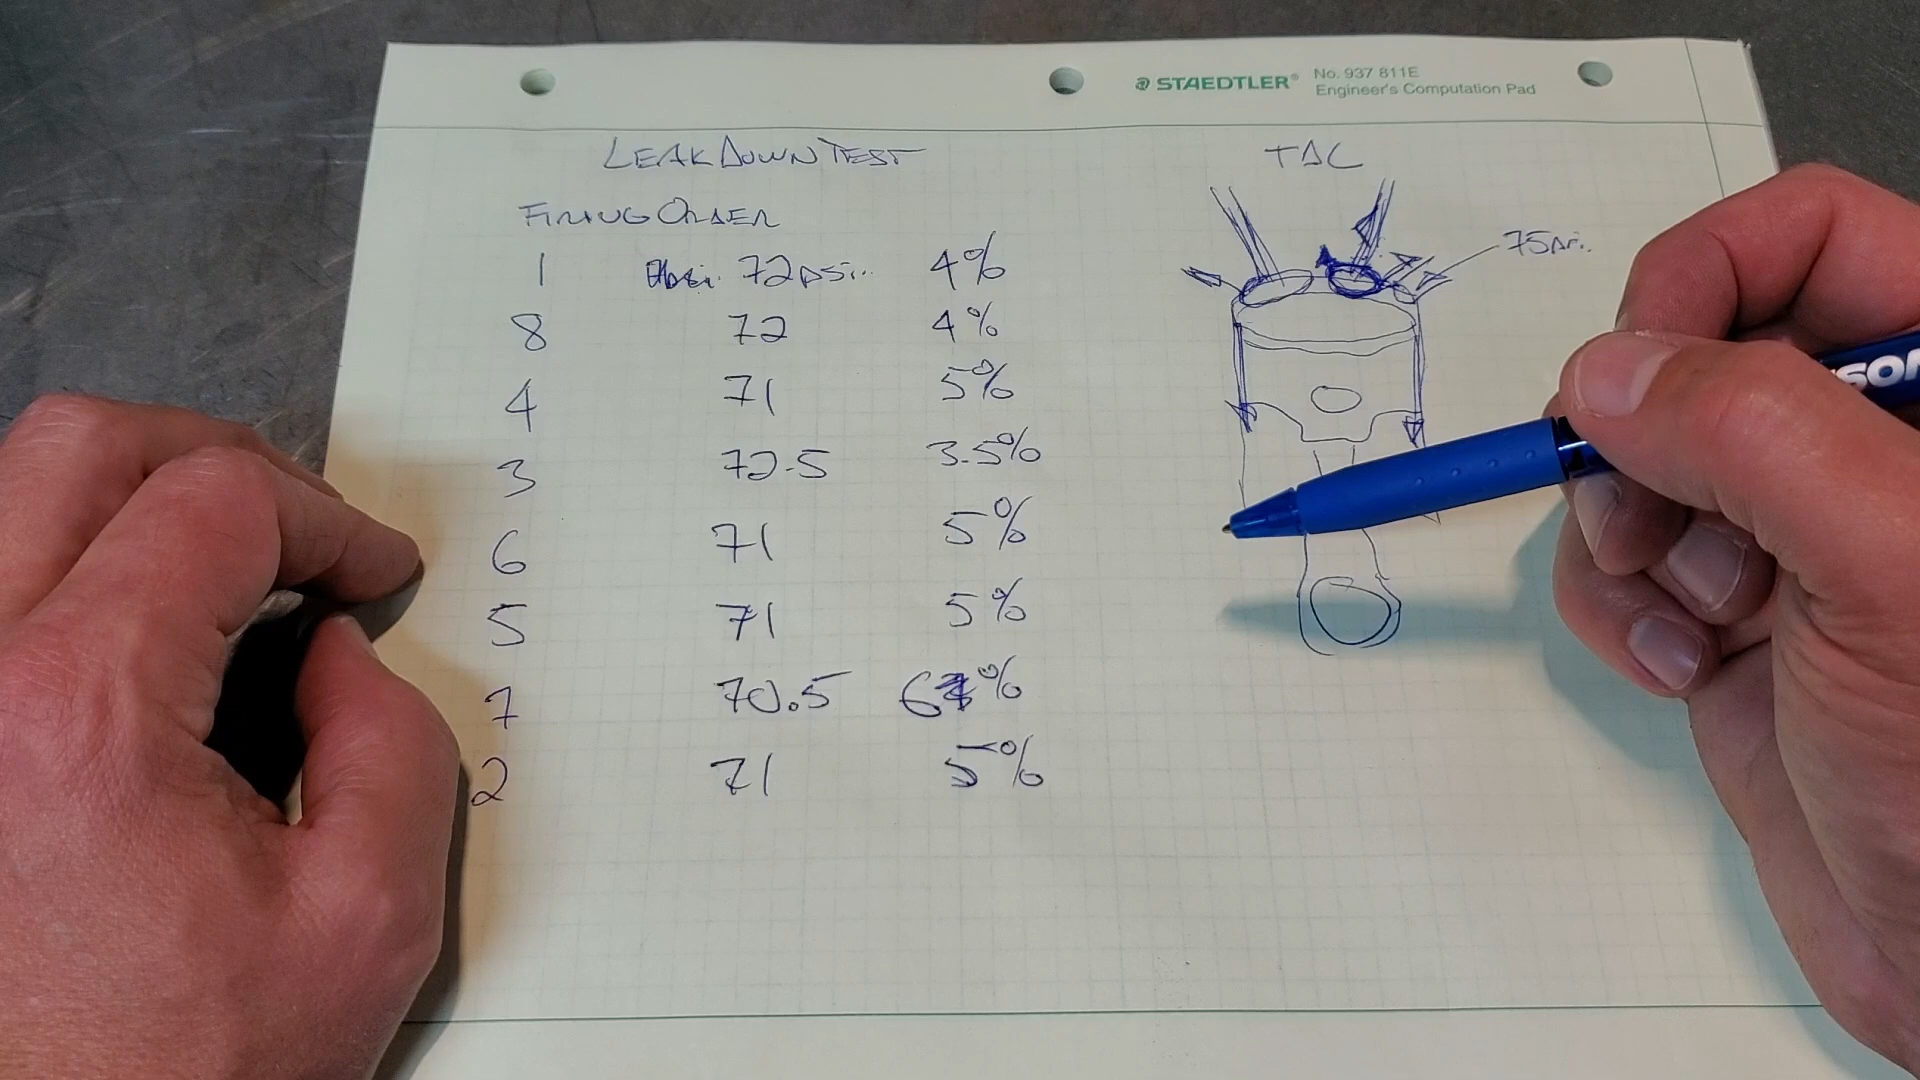 STAEDTLER® No. 937 811E
Engineer's Computation Pad
LEAKDOWN TEST
TDC
FIRING ORDER
75psi.
1 72psi. 4%
8 72 4%
4 71 5%
3 72.5 3.5%
6 71 5%
5 71 5%
7 70.5 6%
2 71 5%